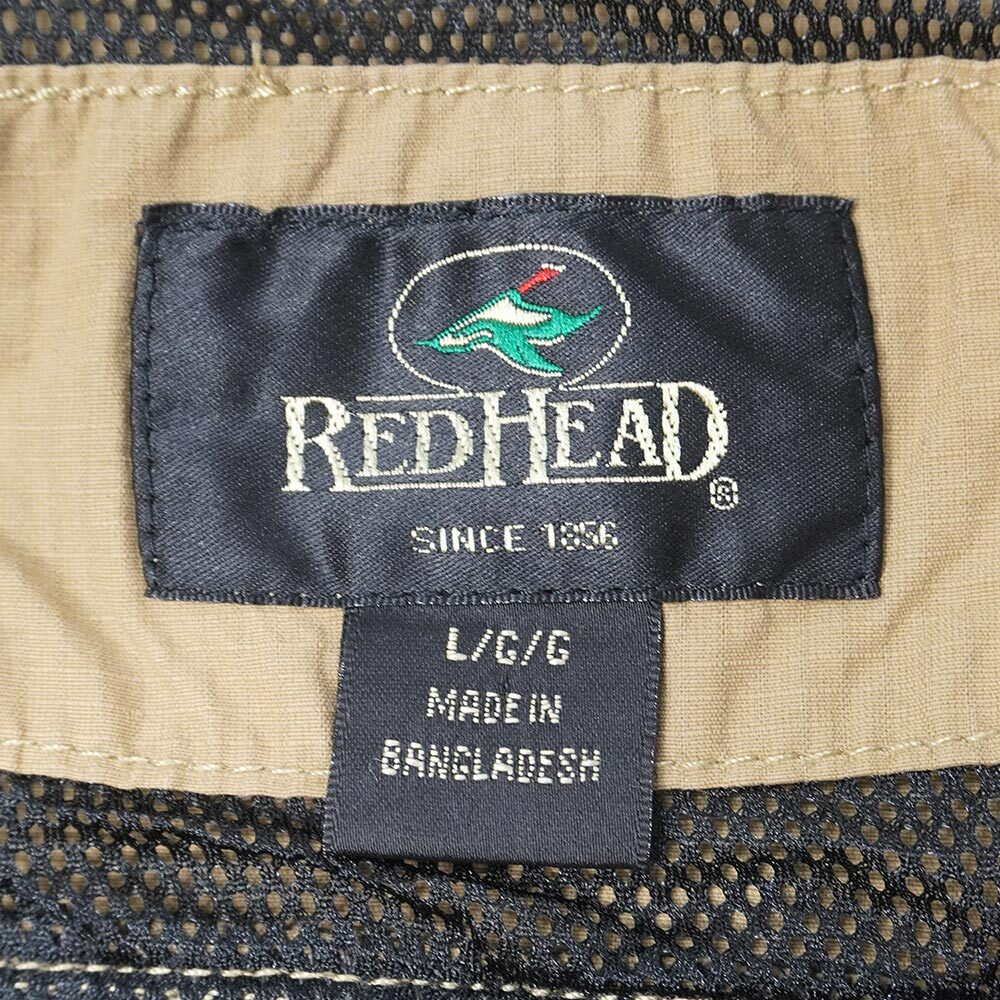 REDHEAD®
SINCE 1856
L/G/G
MADE IN
BANGLADESH